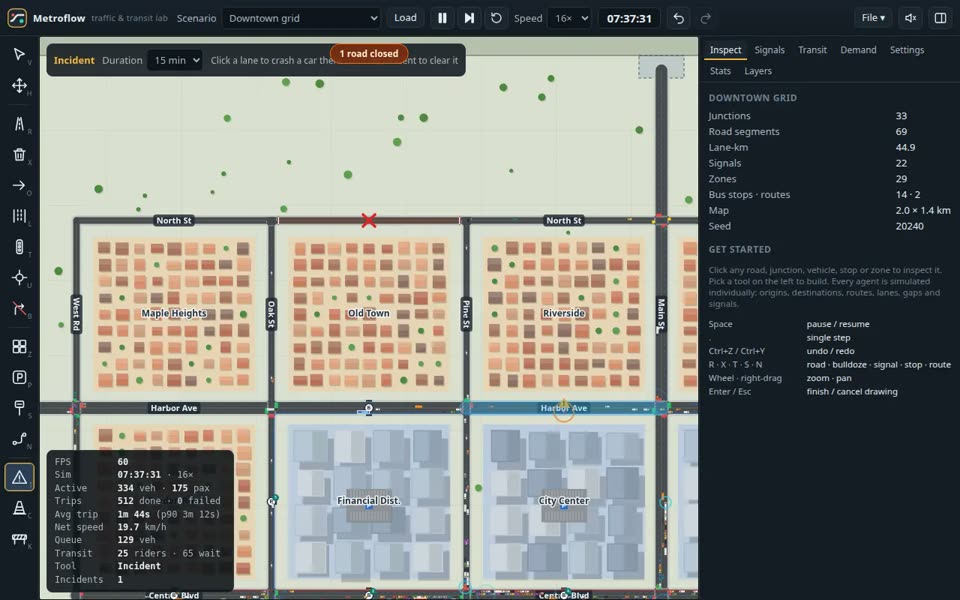 Metroflow traffic & transit lab Scenario Downtown grid Load Speed 16× 07:37:31 File ▾
Incident Duration 15 min Click a lane to crash a car the
nt to clear it
1 road closed
V
H
R
X
O
L
T
U
Z
P
S
N
C
K
North St
North St
West Rd
Oak St
Pine St
Main St
Maple Heights
Old Town
Riverside
Harbor Ave
Harbor Ave
Financial Dist.
City Center
Central Blvd
Central Blvd
FPS 60
Sim 07:37:31 · 16×
Active 334 veh · 175 pax
Trips 512 done · 0 failed
Avg trip 1m 44s (p90 3m 12s)
Net speed 19.7 km/h
Queue 129 veh
Transit 25 riders · 65 wait
Tool Incident
Incidents 1
Inspect Signals Transit Demand Settings
Stats Layers
DOWNTOWN GRID
Junctions 33
Road segments 69
Lane-km 44.9
Signals 22
Zones 29
Bus stops · routes 14 · 2
Map 2.0 × 1.4 km
Seed 20240
GET STARTED
Click any road, junction, vehicle, stop or zone to inspect it.
Pick a tool on the left to build. Every agent is simulated
individually: origins, destinations, routes, lanes, gaps and
signals.
Space pause / resume
. single step
Ctrl+Z / Ctrl+Y undo / redo
R · X · T · S · N road · bulldoze · signal · stop · route
Wheel · right-drag zoom · pan
Enter / Esc finish / cancel drawing